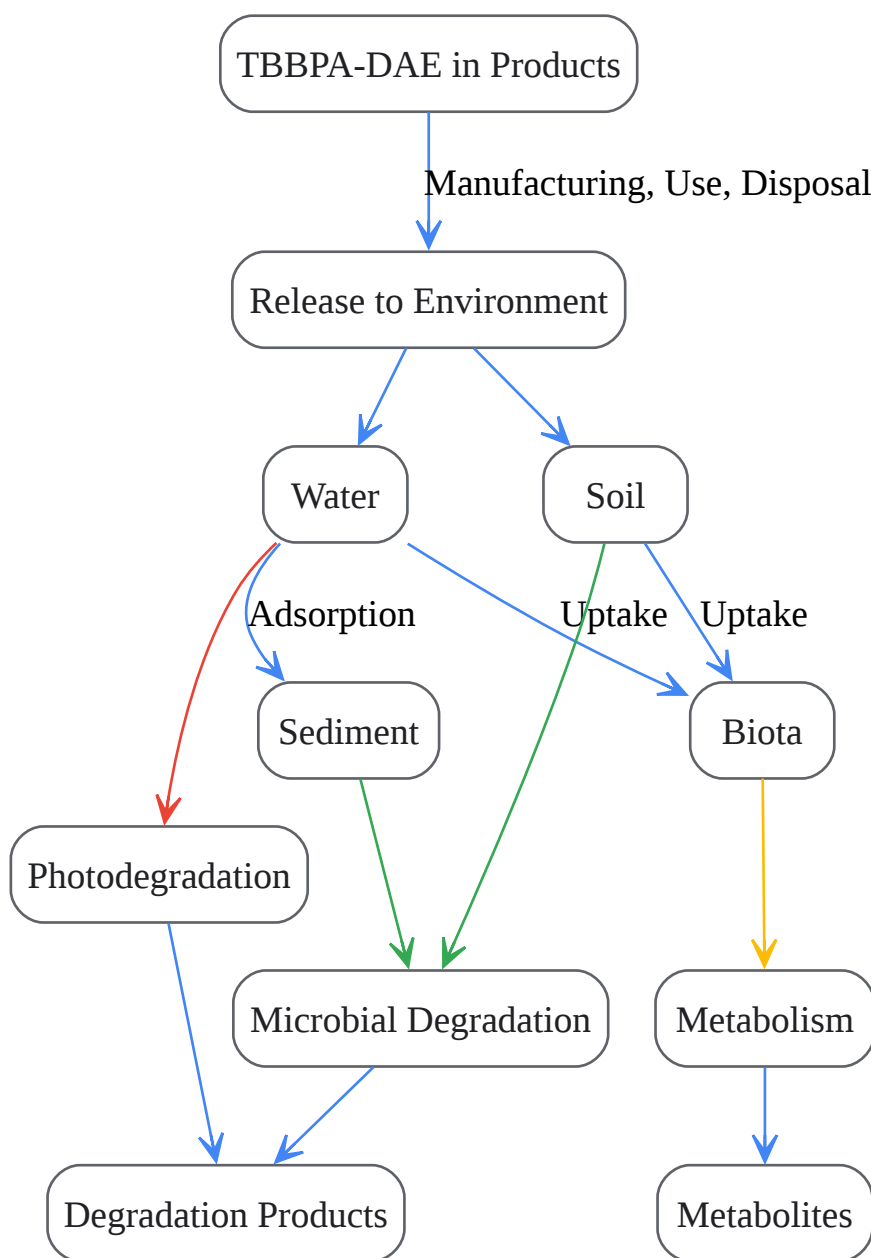 TBBPA-DAE in Products
Manufacturing, Use, Disposal
Release to Environment
Water
Soil
Adsorption
Uptake
Uptake
Sediment
Biota
Photodegradation
Microbial Degradation
Metabolism
Degradation Products
Metabolites